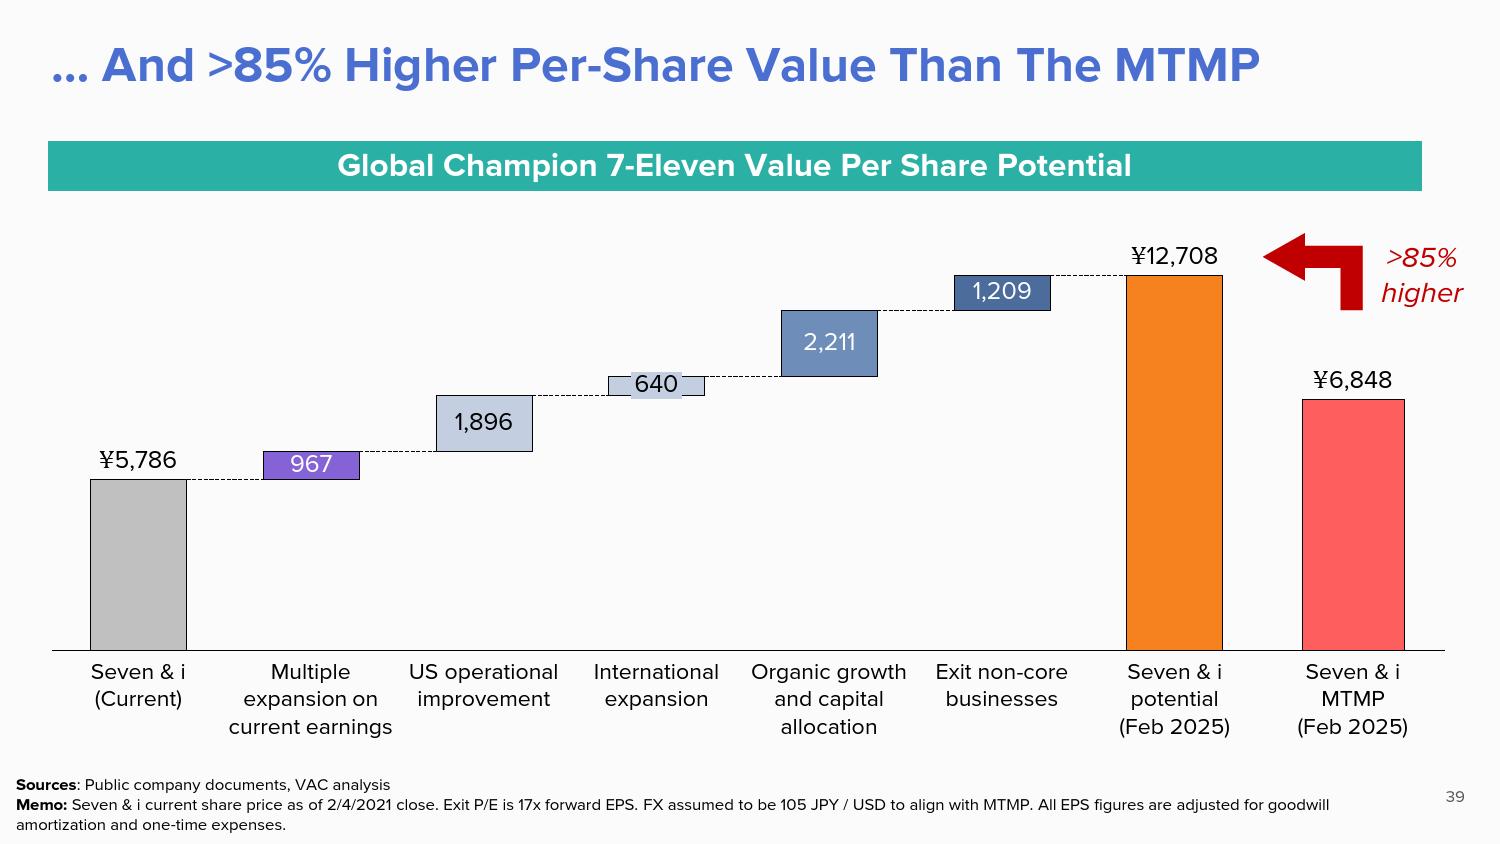 ... And >85% Higher Per-Share Value Than The MTMP
Global Champion 7-Eleven Value Per Share Potential
¥5,786
967
1,896
640
2,211
1,209
¥12,708
>85%
higher
¥6,848
Seven & i
(Current)
Multiple
expansion on
current earnings
US operational
improvement
International
expansion
Organic growth
and capital
allocation
Exit non-core
businesses
Seven & i
potential
(Feb 2025)
Seven & i
MTMP
(Feb 2025)
Sources: Public company documents, VAC analysis
Memo: Seven & i current share price as of 2/4/2021 close. Exit P/E is 17x forward EPS. FX assumed to be 105 JPY / USD to align with MTMP. All EPS figures are adjusted for goodwill
amortization and one-time expenses.
39